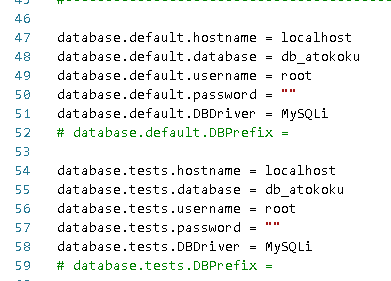 45 #
46
47 database.default.hostname = localhost
48 database.default.database = db_atokoku
49 database.default.username = root
50 database.default.password = ""
51 database.default.DBDriver = MySQLi
52 # database.default.DBPrefix =
53
54 database.tests.hostname = localhost
55 database.tests.database = db_atokoku
56 database.tests.username = root
57 database.tests.password = ""
58 database.tests.DBDriver = MySQLi
59 # database.tests.DBPrefix =